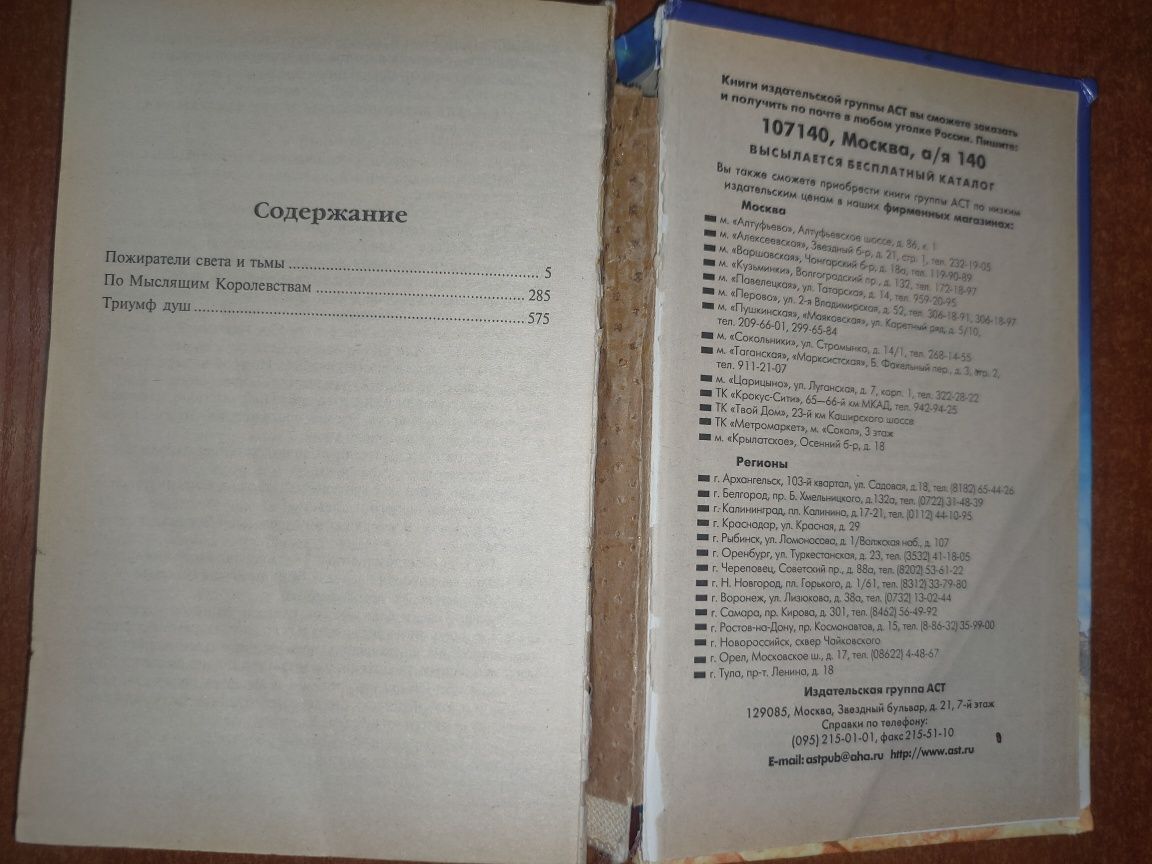 Содержание
Пожиратели света и тьмы ........ 5
По Мыслящим Королевствам ........ 285
Триумф душ ........ 575
Книги издательской группы АСТ вы сможете заказать
и получить по почте в любом уголке России. Пишите:
107140, Москва, а/я 140
ВЫСЫЛАЕТСЯ БЕСПЛАТНЫЙ КАТАЛОГ
Вы также сможете приобрести книги группы АСТ по низким
издательским ценам в наших фирменных магазинах:
Москва
м. «Алтуфьево», Алтуфьевское шоссе, д. 86, к. 1
м. «Алексеевская», Звездный б-р, д. 21, стр. 1, тел. 232-19-05
м. «Варшавская», Чонгарский б-р, д. 18а, тел. 119-90-89
м. «Кузьминки», Волгоградский пр., д. 132, тел. 172-18-97
м. «Павелецкая», ул. Татарская, д. 14, тел. 959-20-95
м. «Перово», ул. 2-я Владимирская, д. 52, тел. 306-18-91, 306-18-97
м. «Пушкинская», «Маяковская», ул. Каретный ряд, д. 5/10,
тел. 209-66-01, 299-65-84
м. «Сокольники», ул. Стромынка, д. 14/1, тел. 268-14-55
м. «Таганская», «Марксистская», Б. Факельный пер., д. 3, стр. 2,
тел. 911-21-07
м. «Царицыно», ул. Луганская, д. 7, корп. 1, тел. 322-28-22
ТК «Крокус-Сити», 65—66-й км МКАД, тел. 942-94-25
ТК «Твой Дом», 23-й км Каширского шоссе
ТК «Метромаркет», м. «Сокол», 3 этаж
м. «Крылатское», Осенний б-р, д. 18
Регионы
г. Архангельск, 103-й квартал, ул. Садовая, д.18, тел. (8182) 65-44-26
г. Белгород, пр. Б. Хмельницкого, д.132а, тел. (0722) 31-48-39
г. Калининград, пл. Калинина, д.17-21, тел. (0112) 44-10-95
г. Краснодар, ул. Красная, д. 29
г. Рыбинск, ул. Ломоносова, д. 1/Волжская наб., д. 107
г. Оренбург, ул. Туркестанская, д. 23, тел. (3532) 41-18-05
г. Череповец, Советский пр., д. 88а, тел. (8202) 53-61-22
г. Н. Новгород, пл. Горького, д. 1/61, тел. (8312) 33-79-80
г. Воронеж, ул. Лизюкова, д. 38а, тел. (0732) 13-02-44
г. Самара, пр. Кирова, д. 301, тел. (8462) 56-49-92
г. Ростов-на-Дону, пр. Космонавтов, д. 15, тел. (8-86-32) 35-99-00
г. Новороссийск, сквер Чайковского
г. Орел, Московское ш., д. 17, тел. (08622) 4-48-67
г. Тула, пр-т. Ленина, д. 18
Издательская группа АСТ
129085, Москва, Звездный бульвар, д. 21, 7-й этаж
Справки по телефону:
(095) 215-01-01, факс 215-51-10
E-mail: astpub@aha.ru http://www.ast.ru